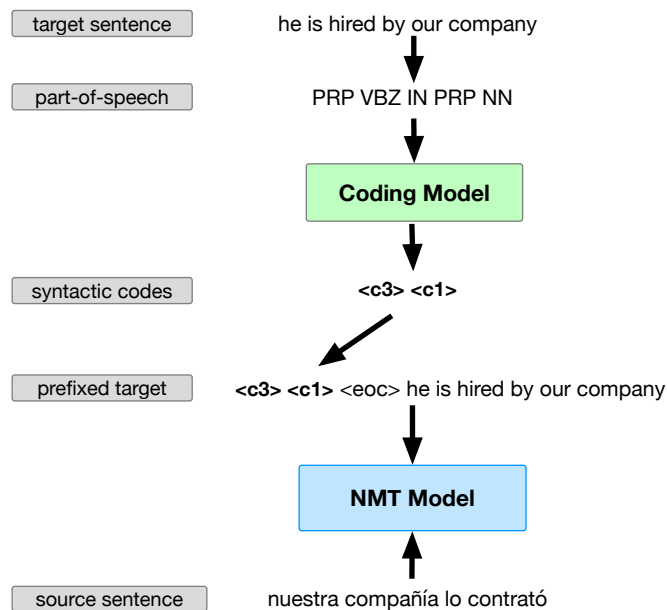 target sentence he is hired by our company
part-of-speech PRP VBZ IN PRP NN
Coding Model
syntactic codes <c3> <c1>
prefixed target <c3> <c1> <eoc> he is hired by our company
NMT Model
source sentence nuestra compañía lo contrató